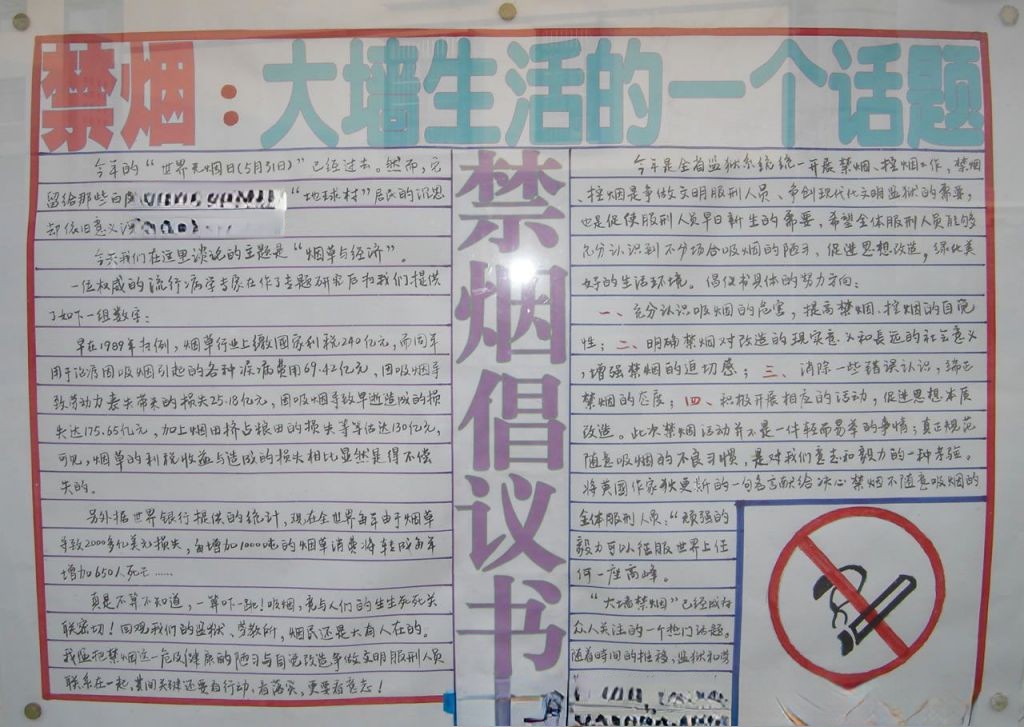 禁烟：大墙生活的一个话题
今年的“世界无烟日(5月31日)”已经过去。然而，它
留给那些白 “地球村”居民的沉思
却依旧意义深
今天我们在这里谈论的主题是“烟草与经济”。
一位权威的流行病学专家在作了专题研究后和我们提供
了如下一组数字：
早在1989年为例，烟草行业上缴国家利税240亿元，而同年
用于治疗因吸烟引起的各种疾病费用69.42亿元，因吸烟导
致劳动力丧失带来的损失25.18亿元，因吸烟导致早逝造成的损
失达175.65亿元，加上烟田挤占粮田的损失等等估达130亿元，
可见，烟草的利税收益与造成的损失相比显然是得不偿
失的。
另外据世界银行提供的统计，现在全世界每年由于烟草
导致2000多亿美元损失，每增加1000吨的烟草消费将轻致每年
增加650人死亡……
真是不算不知道，一算吓一跳！吸烟，竟与人们的生生死死关
联密切！回观我们的监狱、劳教所，烟民还是大有人在的。
我监把禁烟这一危及健康的陋习与自觉改造争做文明服刑人员
联系在一起，其间关键还要看行动，看落实，更要看意志！
禁烟倡议书
今年是全省监狱系统统一开展禁烟、控烟工作，禁烟
、控烟是争做文明服刑人员、争创现代化文明监狱的需要，
也是促使服刑人员早日新生的需要，希望全体服刑人员能够
充分认识到不分场合吸烟的陋习，促进思想改造，绿化美
好的生活环境。倡仪书具体的努力方向：
一、充分认识吸烟的危害，提高禁烟、控烟的自觉
性；二、明确禁烟对改造的现实意义和长远的社会意义
，增强禁烟的迫切感；三、消除一些错误认识，端正
禁烟的态度；四、积极开展相应的活动，促进思想本质
改造。此次禁烟活动并不是一件轻而易举的事情；真正规范
随意吸烟的不良习惯，是对我们意志和毅力的一种考验。
将英国作家狄更斯的一句名言献给决心禁烟不随意吸烟的
全体服刑人员：“顽强的
毅力可以征服世界上任
何一座高峰。
“大墙禁烟”已经成为
众人关注的一个热门话题。
随着时间的推移，监狱和劳